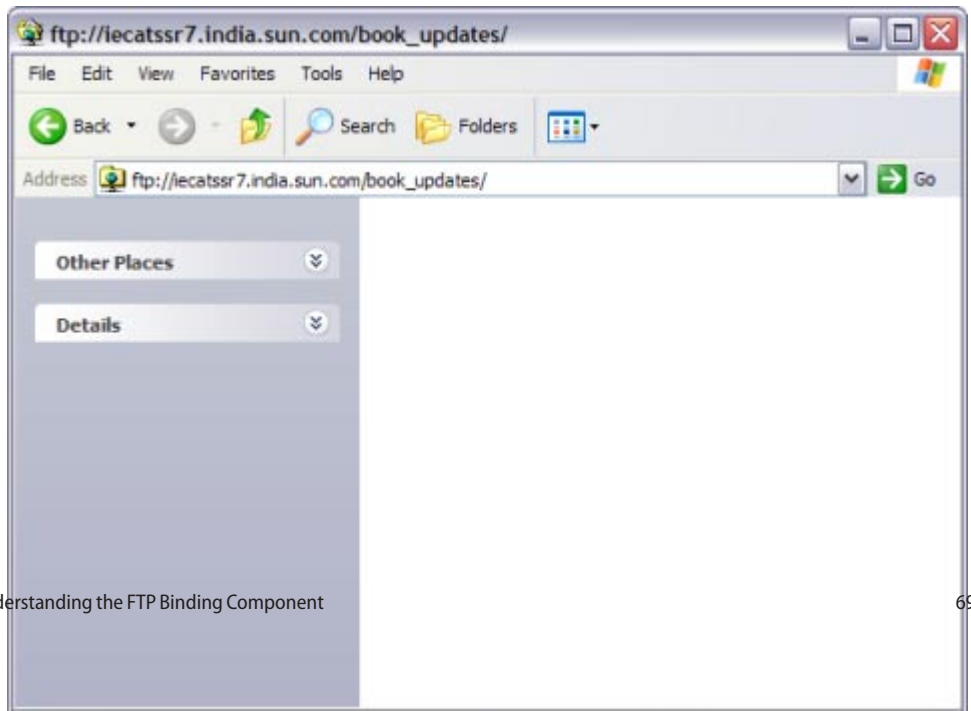 ftp://iecatssr7.india.sun.com/book_updates/
File Edit View Favorites Tools Help
Back Search Folders
Address ftp://iecatssr7.india.sun.com/book_updates/ Go
Other Places
Details
derstanding the FTP Binding Component 69